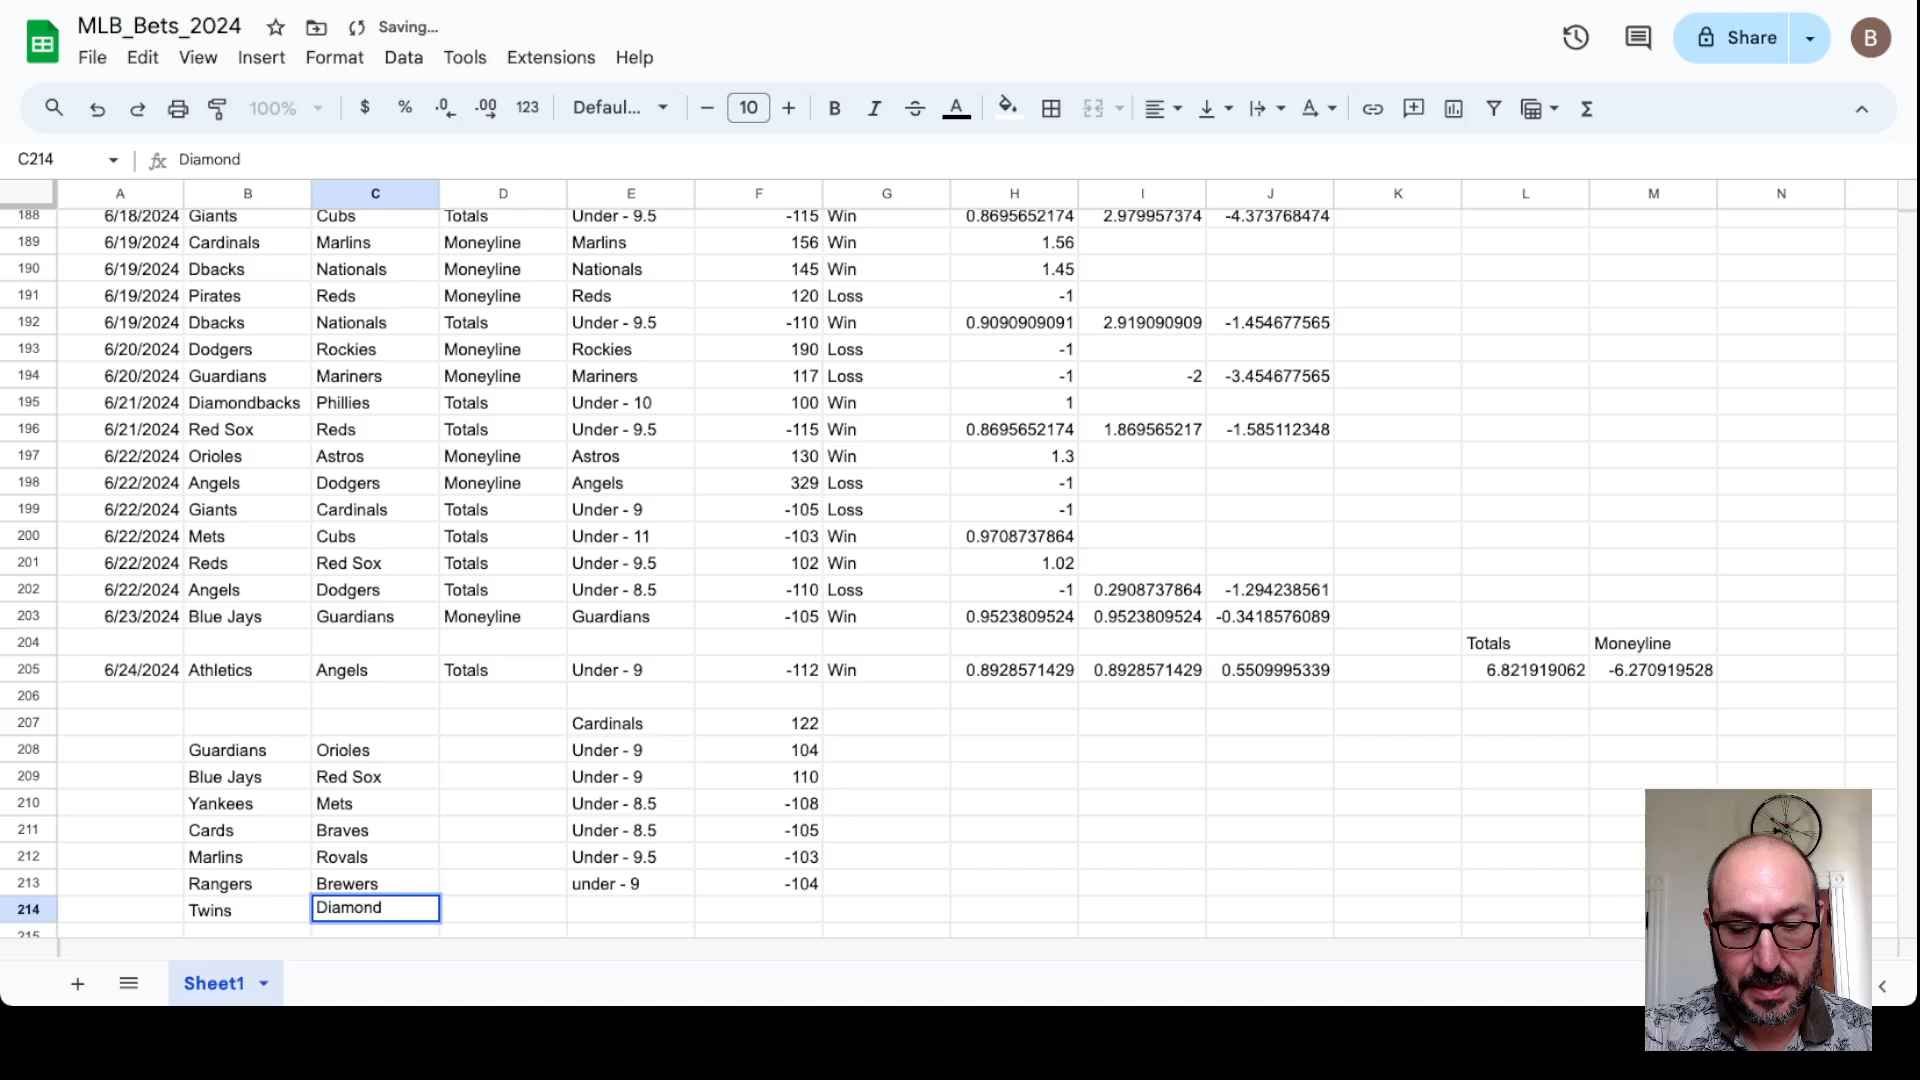 MLB_Bets_2024 Saving...
File Edit View Insert Format Data Tools Extensions Help
Share
B
100% $ % .0 .00 123 Defaul... 10 B I A
C214 Diamond
A B C D E F G H I J K L M N
188 6/18/2024 Giants Cubs Totals Under - 9.5 -115 Win 0.8695652174 2.979957374 -4.373768474
189 6/19/2024 Cardinals Marlins Moneyline Marlins 156 Win 1.56
190 6/19/2024 Dbacks Nationals Moneyline Nationals 145 Win 1.45
191 6/19/2024 Pirates Reds Moneyline Reds 120 Loss -1
192 6/19/2024 Dbacks Nationals Totals Under - 9.5 -110 Win 0.9090909091 2.919090909 -1.454677565
193 6/20/2024 Dodgers Rockies Moneyline Rockies 190 Loss -1
194 6/20/2024 Guardians Mariners Moneyline Mariners 117 Loss -1 -2 -3.454677565
195 6/21/2024 Diamondbacks Phillies Totals Under - 10 100 Win 1
196 6/21/2024 Red Sox Reds Totals Under - 9.5 -115 Win 0.8695652174 1.869565217 -1.585112348
197 6/22/2024 Orioles Astros Moneyline Astros 130 Win 1.3
198 6/22/2024 Angels Dodgers Moneyline Angels 329 Loss -1
199 6/22/2024 Giants Cardinals Totals Under - 9 -105 Loss -1
200 6/22/2024 Mets Cubs Totals Under - 11 -103 Win 0.9708737864
201 6/22/2024 Reds Red Sox Totals Under - 9.5 102 Win 1.02
202 6/22/2024 Angels Dodgers Totals Under - 8.5 -110 Loss -1 0.2908737864 -1.294238561
203 6/23/2024 Blue Jays Guardians Moneyline Guardians -105 Win 0.9523809524 0.9523809524 -0.3418576089
204 Totals Moneyline
205 6/24/2024 Athletics Angels Totals Under - 9 -112 Win 0.8928571429 0.8928571429 0.5509995339 6.821919062 -6.270919528
206
207 Cardinals 122
208 Guardians Orioles Under - 9 104
209 Blue Jays Red Sox Under - 9 110
210 Yankees Mets Under - 8.5 -108
211 Cards Braves Under - 8.5 -105
212 Marlins Rovals Under - 9.5 -103
213 Rangers Brewers under - 9 -104
214 Twins Diamond
215
Sheet1